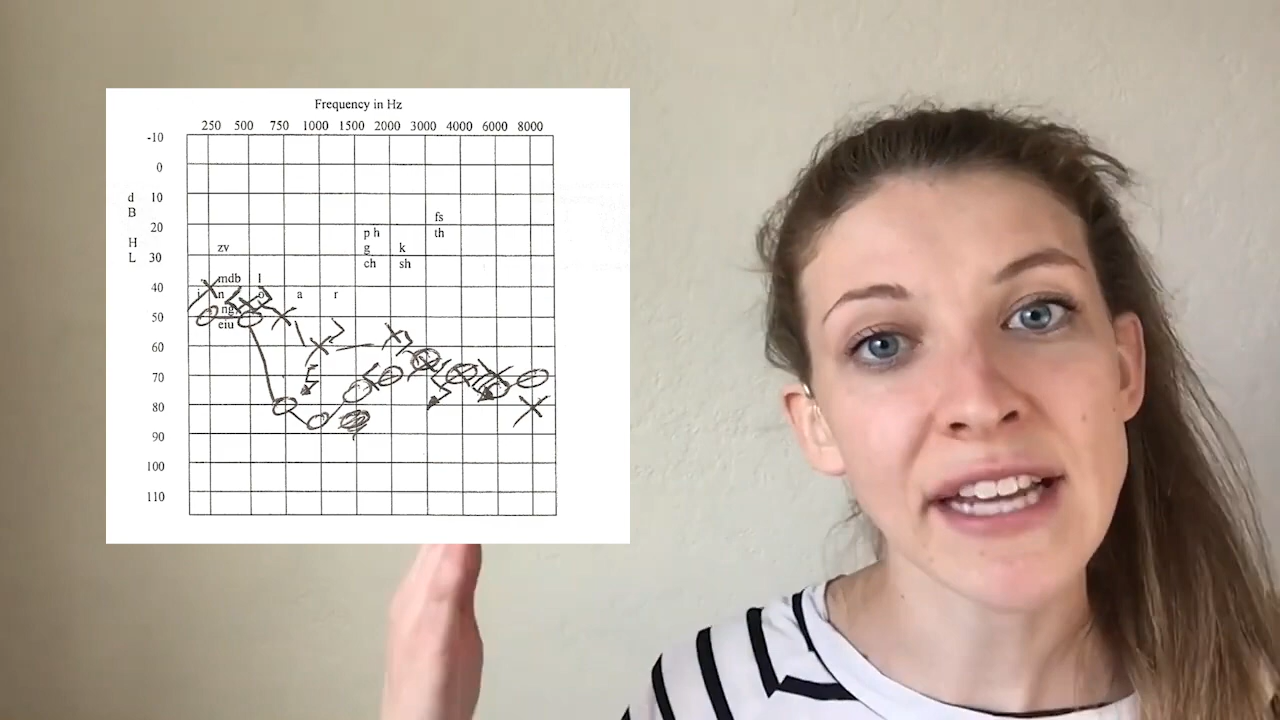 Frequency in Hz
250 500 750 1000 1500 2000 3000 4000 6000 8000
-10
0
d B H L
10
20
30
40
50
60
70
80
90
100
110
fs
p h th
zv g k
ch sh
mdb l
j n o a r
ng
eiu